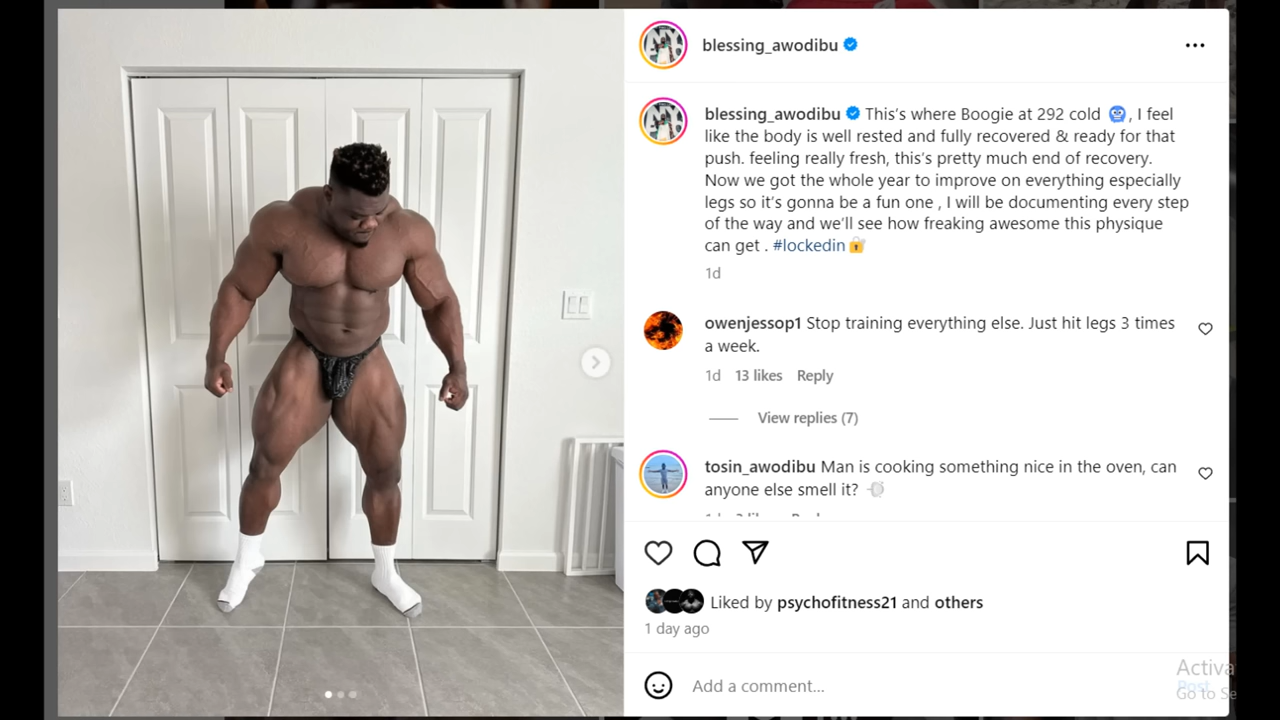 blessing_awodibu
blessing_awodibu This's where Boogie at 292 cold 🥶, I feel
like the body is well rested and fully recovered & ready for that
push. feeling really fresh, this's pretty much end of recovery.
Now we got the whole year to improve on everything especially
legs so it's gonna be a fun one , I will be documenting every step
of the way and we'll see how freaking awesome this physique
can get . #lockedin🔐
1d
owenjessop1 Stop training everything else. Just hit legs 3 times
a week.
1d 13 likes Reply
View replies (7)
tosin_awodibu Man is cooking something nice in the oven, can
anyone else smell it?
Liked by psychofitness21 and others
1 day ago
Add a comment...
Activa
Post
Go to Se